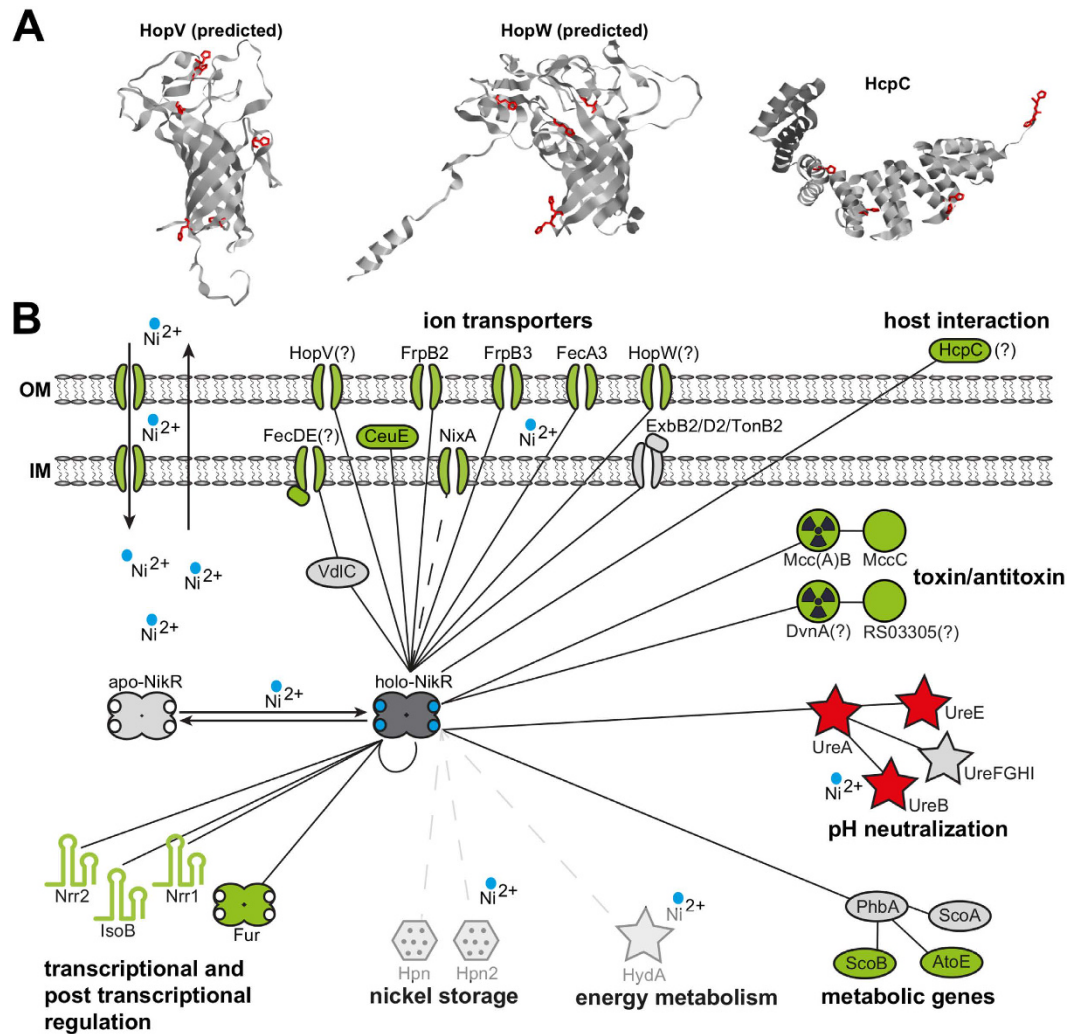 A
HopV (predicted)
HopW (predicted)
HcpC
B
Ni2+
ion transporters
host interaction
HopV(?)
FrpB2
FrpB3
FecA3
HopW(?)
HcpC (?)
OM
Ni2+
FecDE(?)
CeuE
NixA
Ni2+
ExbB2/D2/TonB2
IM
Ni2+
Ni2+
Ni2+
VdlC
Mcc(A)B
MccC
toxin/antitoxin
DvnA(?)
RS03305(?)
apo-NikR
Ni2+
holo-NikR
UreA
UreE
UreFGHI
Ni2+
UreB
pH neutralization
Nrr2
IsoB
Nrr1
Fur
transcriptional and
post transcriptional
regulation
Ni2+
Hpn
Hpn2
nickel storage
Ni2+
HydA
energy metabolism
PhbA
ScoA
ScoB
AtoE
metabolic genes